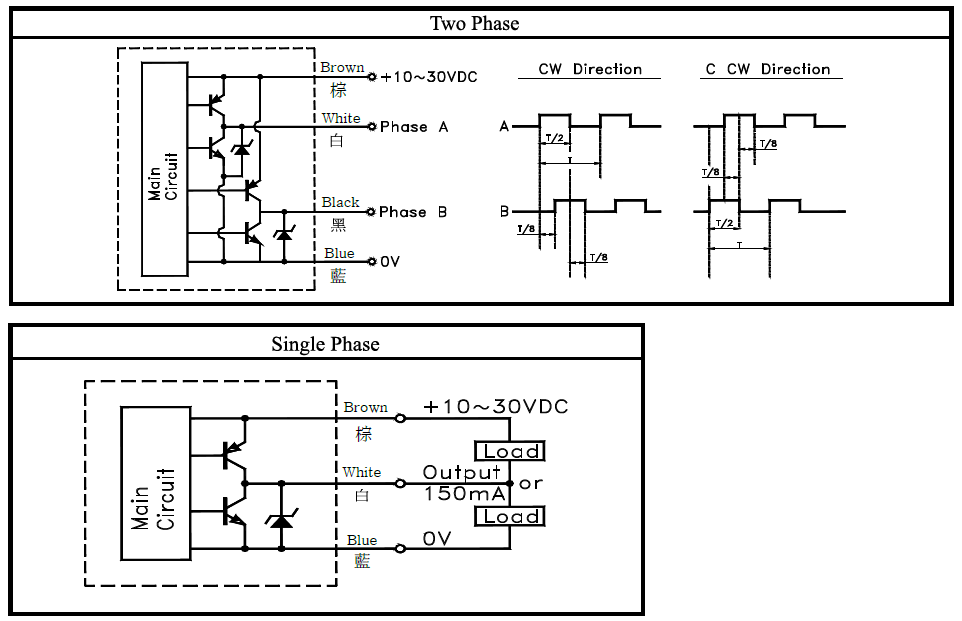 Two Phase
Main Circuit
Brown
棕
+10~30VDC
White
白
Phase A
Black
黑
Phase B
Blue
藍
0V
CW Direction
C CW Direction
A
T/2
T
T/8
T/8
B
T/8
T/8
T/2
T
Single Phase
Main Circuit
Brown
棕
+10~30VDC
Load
White
白
Output
150mA
or
Load
Blue
藍
0V